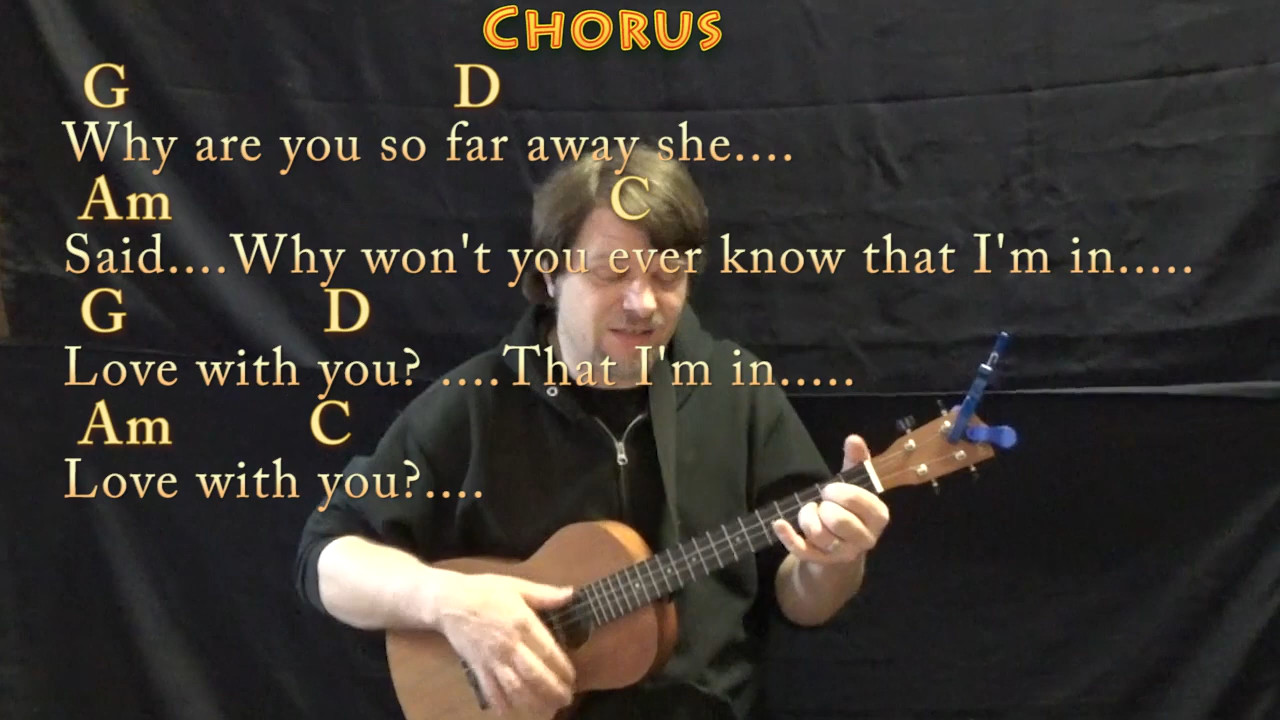 CHORUS
G D
Why are you so far away she....
Am C
Said....Why won't you ever know that I'm in.....
G D
Love with you? ....That I'm in.....
Am C
Love with you?....